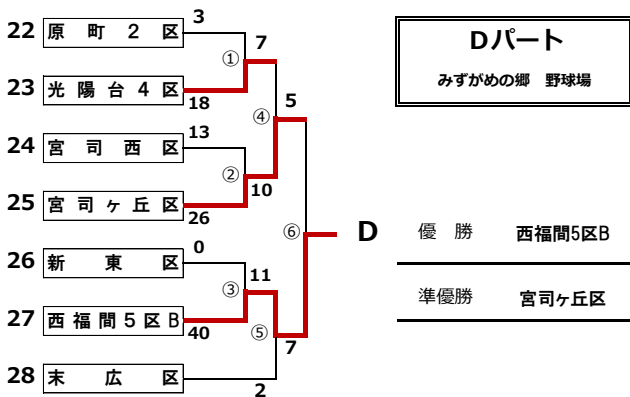 22 原町2区 3
① 7
23 光陽台4区 18
④ 5
24 宮司西区 13
② 10
25 宮司ヶ丘区 26
⑥ D
26 新東区 0
③ 11
27 西福間5区B 40
⑤ 7
28 末広区 2
Dパート
みずがめの郷 野球場
優勝 西福間5区B
準優勝 宮司ヶ丘区